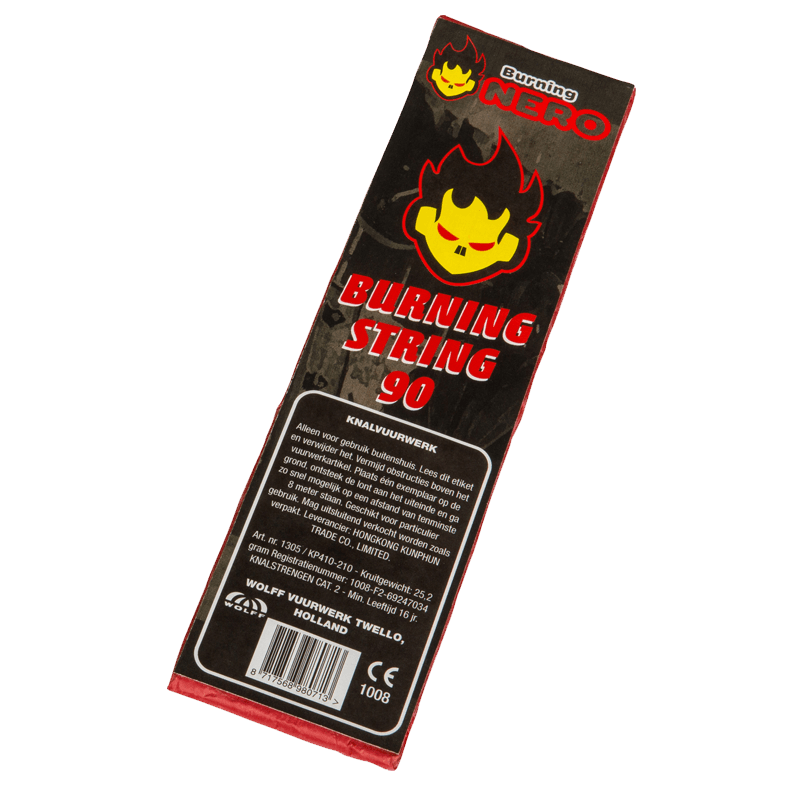 Burning
NERO
BURNING
STRING
90
KNALVUURWERK
Alleen voor gebruik buitenshuis. Lees dit etiket
en verwijder het. Vermijd obstructies boven het
vuurwerkartikel. Plaats één exemplaar op de
grond, ontsteek de lont aan het uiteinde en ga
zo snel mogelijk op een afstand van tenminste
8 meter staan. Geschikt voor particulier
gebruik. Mag uitsluitend verkocht worden zoals
verpakt. Leverancier: HONGKONG KUNPHUN
TRADE CO., LIMITED.
Art. nr. 1305 / KP410-210 - Kruitgewicht: 25,2
gram Registratienummer: 1008-F2-69247034
KNALSTRENGEN CAT. 2 - Min. Leeftijd 16 jr.
WOLFF VUURWERK TWELLO,
HOLLAND
WOLFF
8 717568 980713 >
CE
1008